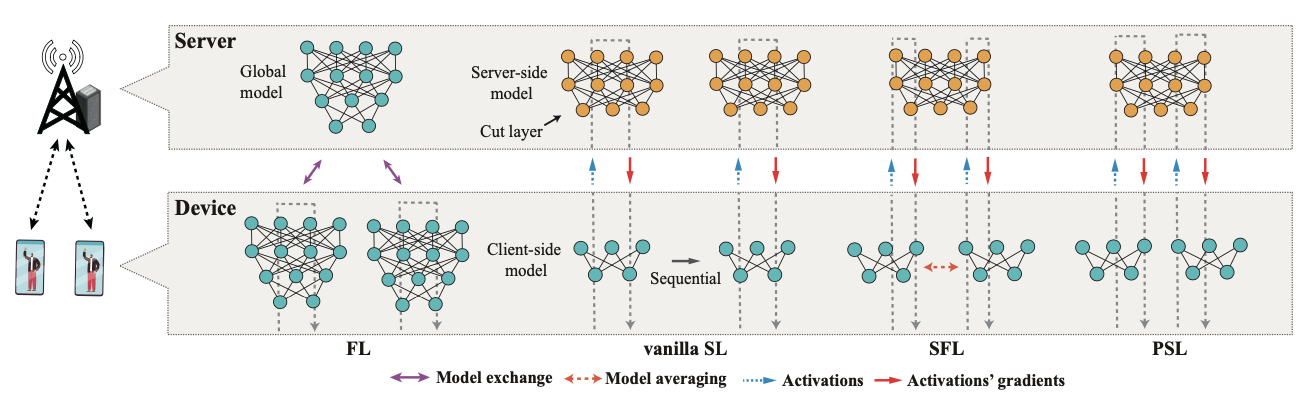 Server
Global
model
Server-side
model
Cut layer
Device
Client-side
model
Sequential
FL
vanilla SL
SFL
PSL
Model exchange
Model averaging
Activations
Activations' gradients